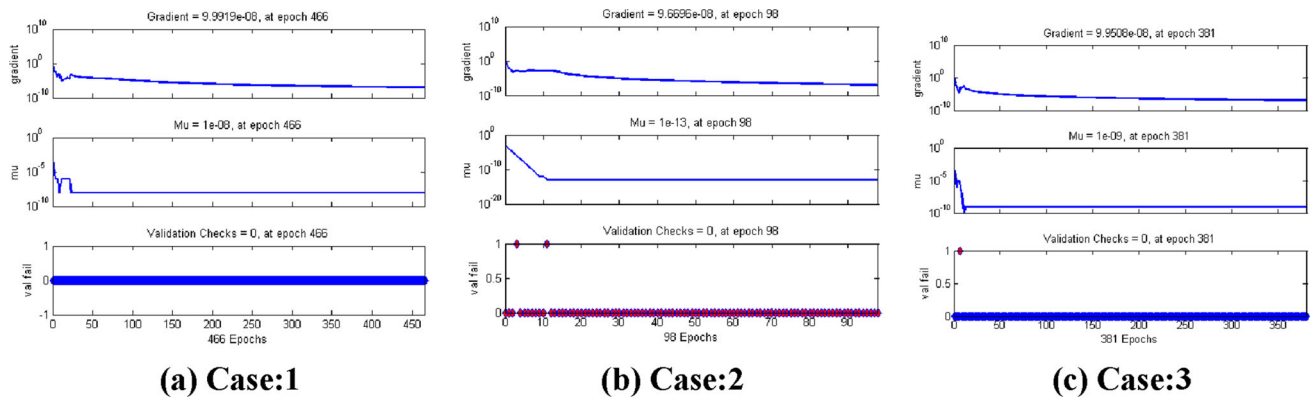 Gradient = 9.9919e-08, at epoch 466
10^10
10^0
10^-10
gradient
Mu = 1e-08, at epoch 466
10^0
10^-5
10^-10
mu
Validation Checks = 0, at epoch 466
1
0
-1
val fail
0 50 100 150 200 250 300 350 400 450
466 Epochs
(a) Case:1
Gradient = 9.6696e-08, at epoch 98
10^10
10^0
10^-10
gradient
Mu = 1e-13, at epoch 98
10^0
10^-10
10^-20
mu
Validation Checks = 0, at epoch 98
1
0.5
0
val fail
0 10 20 30 40 50 60 70 80 90
98 Epochs
(b) Case:2
Gradient = 9.9508e-08, at epoch 381
10^10
10^0
10^-10
gradient
Mu = 1e-09, at epoch 381
10^0
10^-5
10^-10
mu
Validation Checks = 0, at epoch 381
1
0.5
0
val fail
0 50 100 150 200 250 300 350
381 Epochs
(c) Case:3